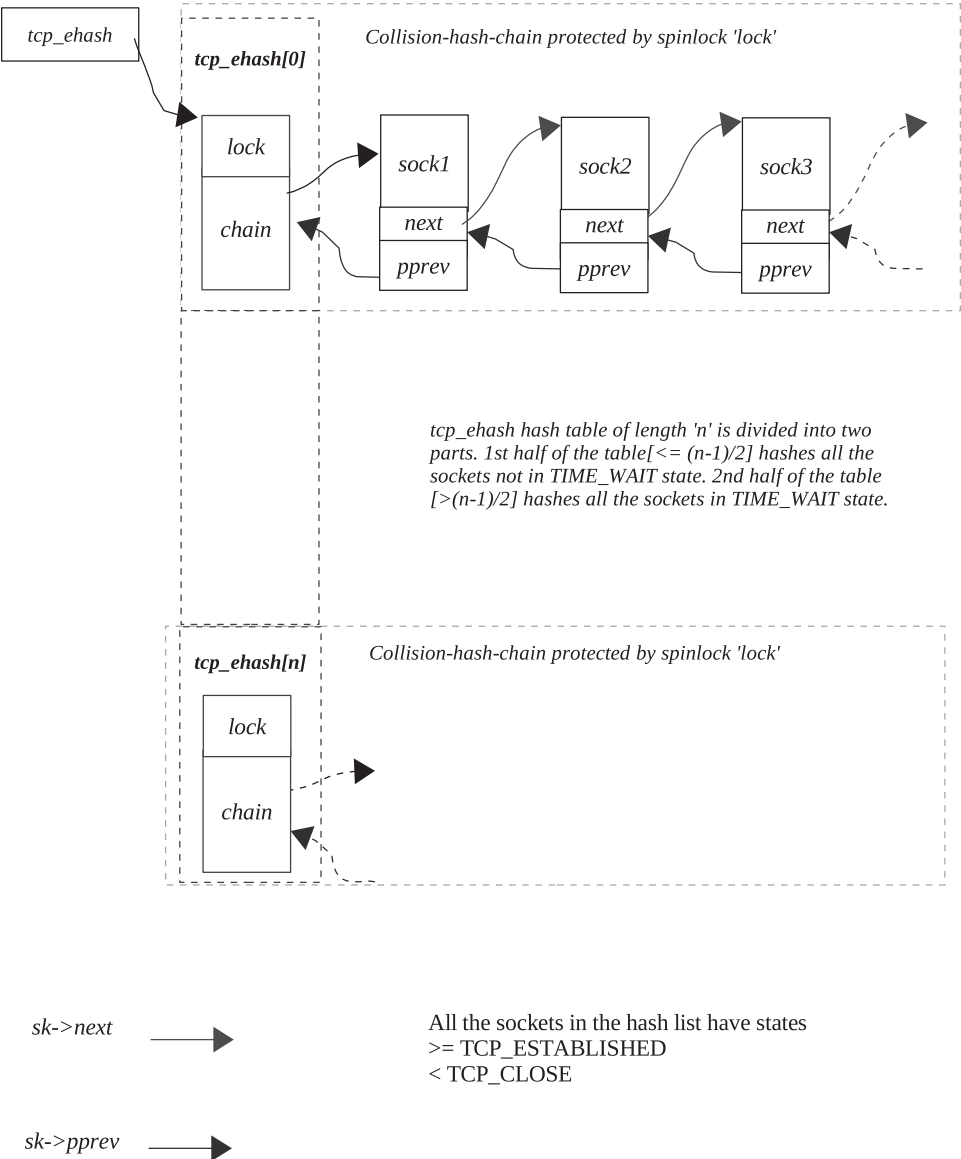 tcp_ehash
Collision-hash-chain protected by spinlock 'lock'
tcp_ehash[0]
lock
chain
sock1
next
pprev
sock2
next
pprev
sock3
next
pprev
tcp_ehash hash table of length 'n' is divided into two
parts. 1st half of the table[<= (n-1)/2] hashes all the
sockets not in TIME_WAIT state. 2nd half of the table
[>(n-1)/2] hashes all the sockets in TIME_WAIT state.
tcp_ehash[n]
Collision-hash-chain protected by spinlock 'lock'
lock
chain
sk->next
All the sockets in the hash list have states
>= TCP_ESTABLISHED
< TCP_CLOSE
sk->pprev